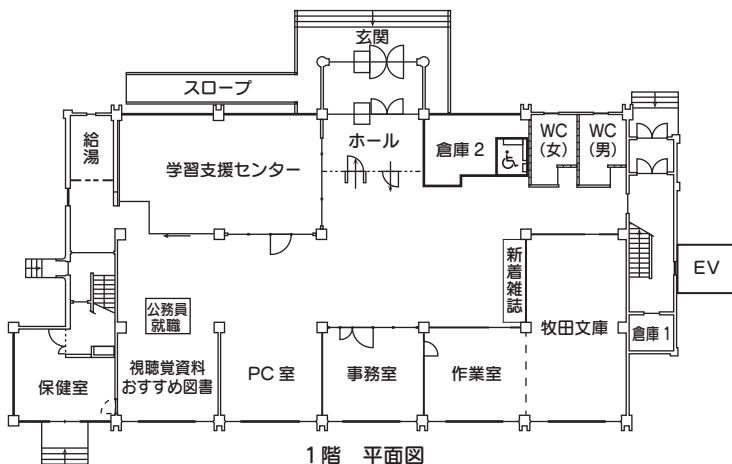 玄関
スロープ
給湯
学習支援センター
ホール
倉庫2
WC
(女)
WC
(男)
新着雑誌
EV
公務員
就職
牧田文庫
倉庫1
保健室
視聴覚資料
おすすめ図書
PC室
事務室
作業室
1階 平面図